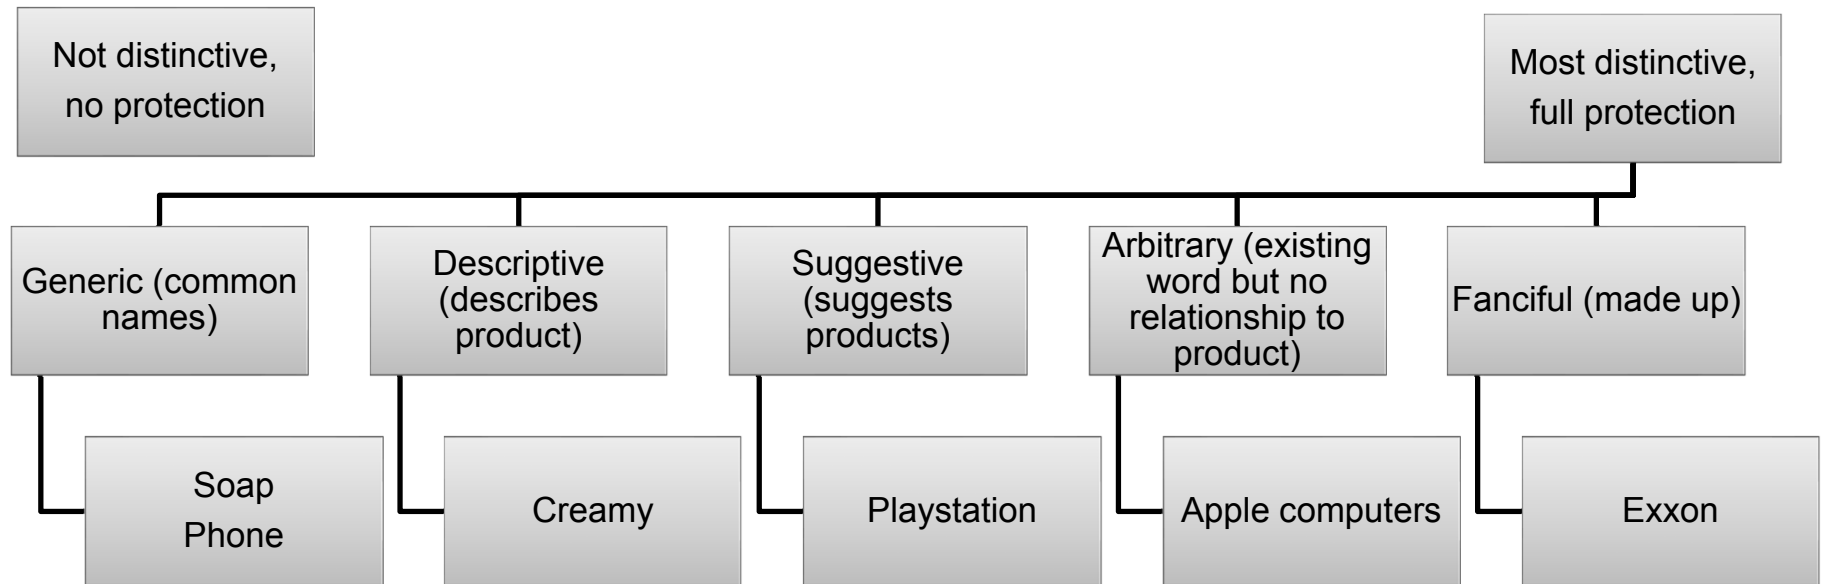 Not distinctive,
no protection
Most distinctive,
full protection
Generic (common
names)
Descriptive
(describes
product)
Suggestive
(suggests
products)
Arbitrary (existing
word but no
relationship to
product)
Fanciful (made up)
Soap
Phone
Creamy
Playstation
Apple computers
Exxon